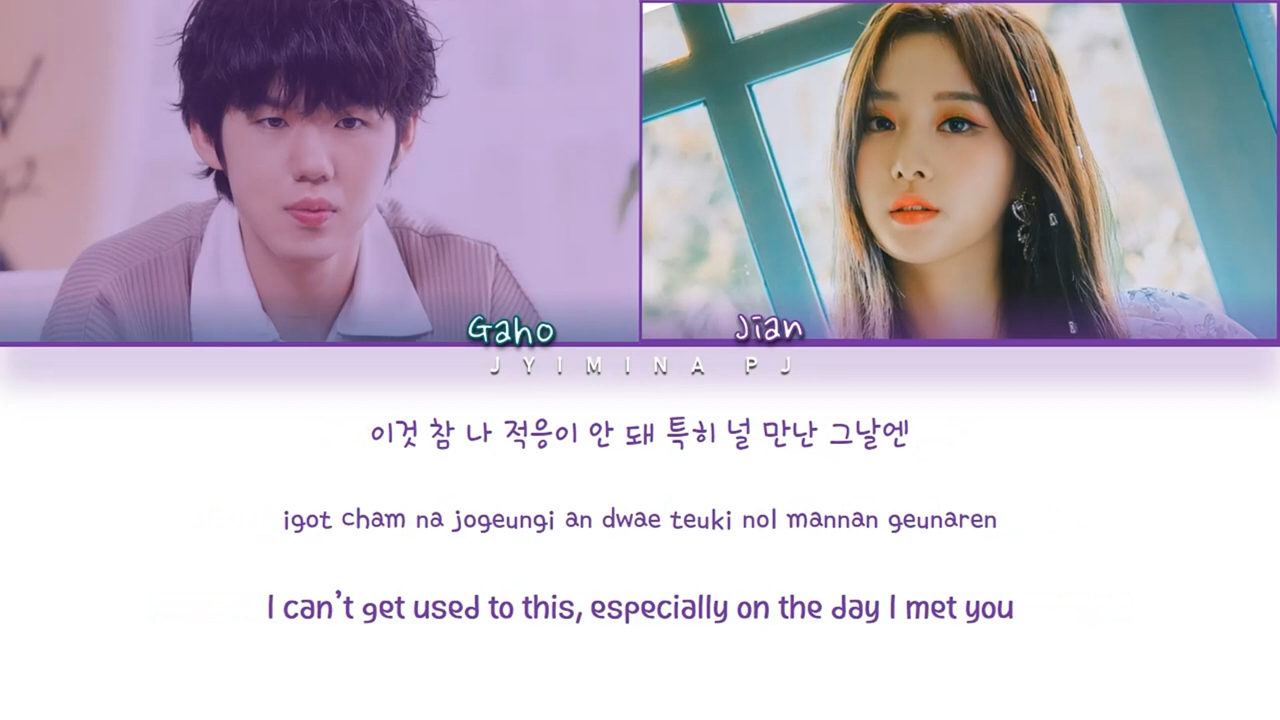 Gaho
Jian
JYIMINA PJ
이것 참 나 적응이 안 돼 특히 널 만난 그날엔
igot cham na jogeungi an dwae teuki nol mannan geunaren
I can't get used to this, especially on the day I met you